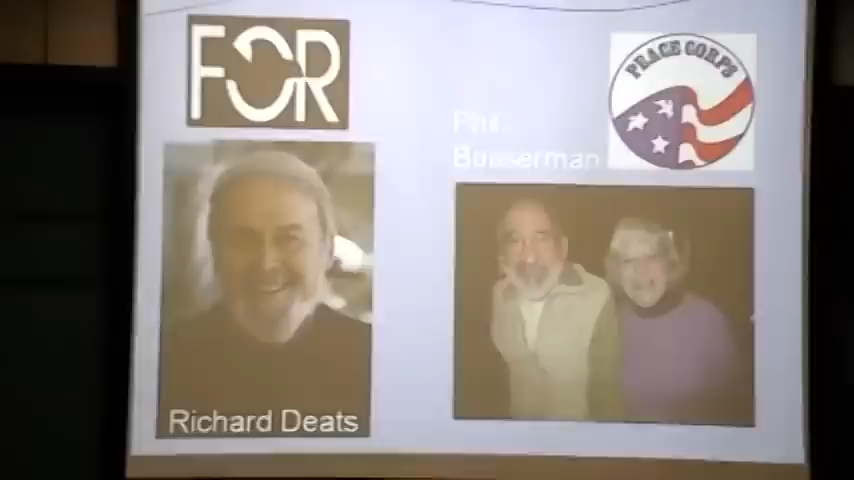 FOR
PEACE CORPS
Phil
Bosserman
Richard Deats